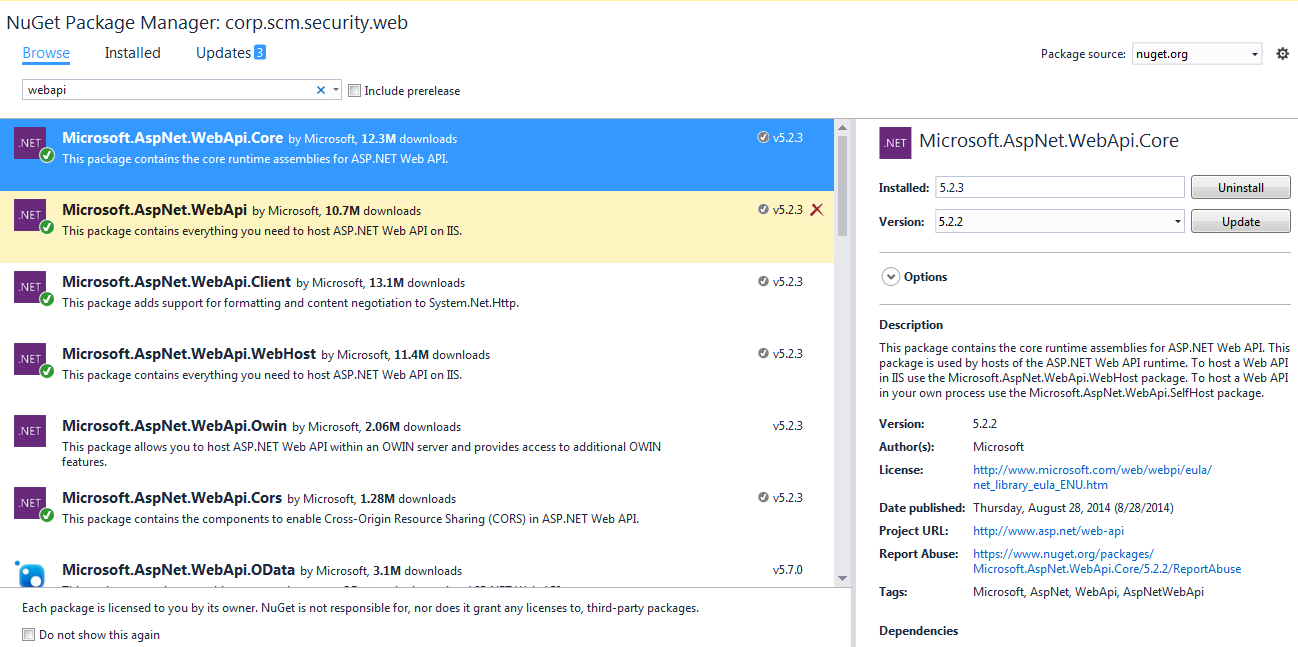 NuGet Package Manager: corp.scm.security.web
Browse Installed Updates 3
Package source: nuget.org
webapi
Include prerelease
.NET
Microsoft.AspNet.WebApi.Core by Microsoft, 12.3M downloads
v5.2.3
This package contains the core runtime assemblies for ASP.NET Web API.
.NET
Microsoft.AspNet.WebApi by Microsoft, 10.7M downloads
v5.2.3
This package contains everything you need to host ASP.NET Web API on IIS.
.NET
Microsoft.AspNet.WebApi.Client by Microsoft, 13.1M downloads
v5.2.3
This package adds support for formatting and content negotiation to System.Net.Http.
.NET
Microsoft.AspNet.WebApi.WebHost by Microsoft, 11.4M downloads
v5.2.3
This package contains everything you need to host ASP.NET Web API on IIS.
.NET
Microsoft.AspNet.WebApi.Owin by Microsoft, 2.06M downloads
v5.2.3
This package allows you to host ASP.NET Web API within an OWIN server and provides access to additional OWIN
features.
.NET
Microsoft.AspNet.WebApi.Cors by Microsoft, 1.28M downloads
v5.2.3
This package contains the components to enable Cross-Origin Resource Sharing (CORS) in ASP.NET Web API.
Microsoft.AspNet.WebApi.OData by Microsoft, 3.1M downloads
v5.7.0
Each package is licensed to you by its owner. NuGet is not responsible for, nor does it grant any licenses to, third-party packages.
Do not show this again
.NET
Microsoft.AspNet.WebApi.Core
Installed: 5.2.3 Uninstall
Version: 5.2.2 Update
Options
Description
This package contains the core runtime assemblies for ASP.NET Web API. This
package is used by hosts of the ASP.NET Web API runtime. To host a Web API
in IIS use the Microsoft.AspNet.WebApi.WebHost package. To host a Web API
in your own process use the Microsoft.AspNet.WebApi.SelfHost package.
Version: 5.2.2
Author(s): Microsoft
License: http://www.microsoft.com/web/webpi/eula/
net_library_eula_ENU.htm
Date published: Thursday, August 28, 2014 (8/28/2014)
Project URL: http://www.asp.net/web-api
Report Abuse: https://www.nuget.org/packages/
Microsoft.AspNet.WebApi.Core/5.2.2/ReportAbuse
Tags: Microsoft, AspNet, WebApi, AspNetWebApi
Dependencies